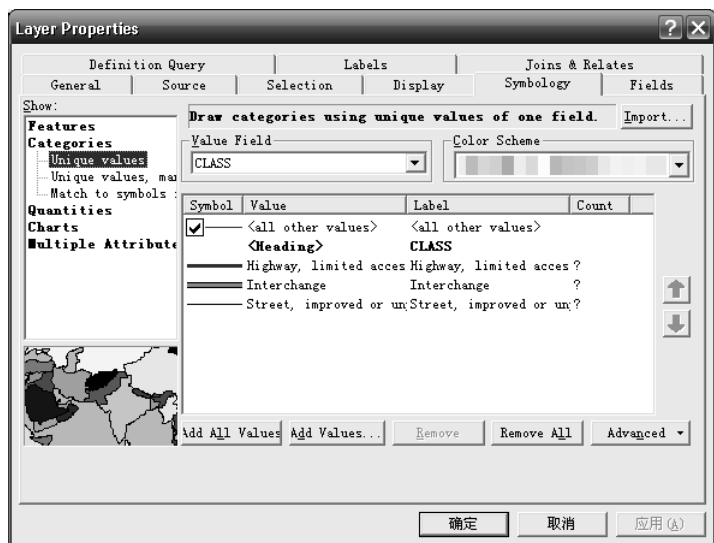 Layer Properties
Definition Query Labels Joins & Relates
General Source Selection Display Symbology Fields
Show:
Features
Categories
Unique values
Unique values, mai
Match to symbols
Quantities
Charts
Multiple Attribute
Draw categories using unique values of one field.
Import...
Value Field
CLASS
Color Scheme
Symbol Value Label Count
<all other values> <all other values>
<Heading> CLASS
Highway, limited acces Highway, limited acces ?
Interchange Interchange ?
Street, improved or un Street, improved or un ?
Add All Values Add Values... Remove Remove All Advanced
确定 取消 应用(A)